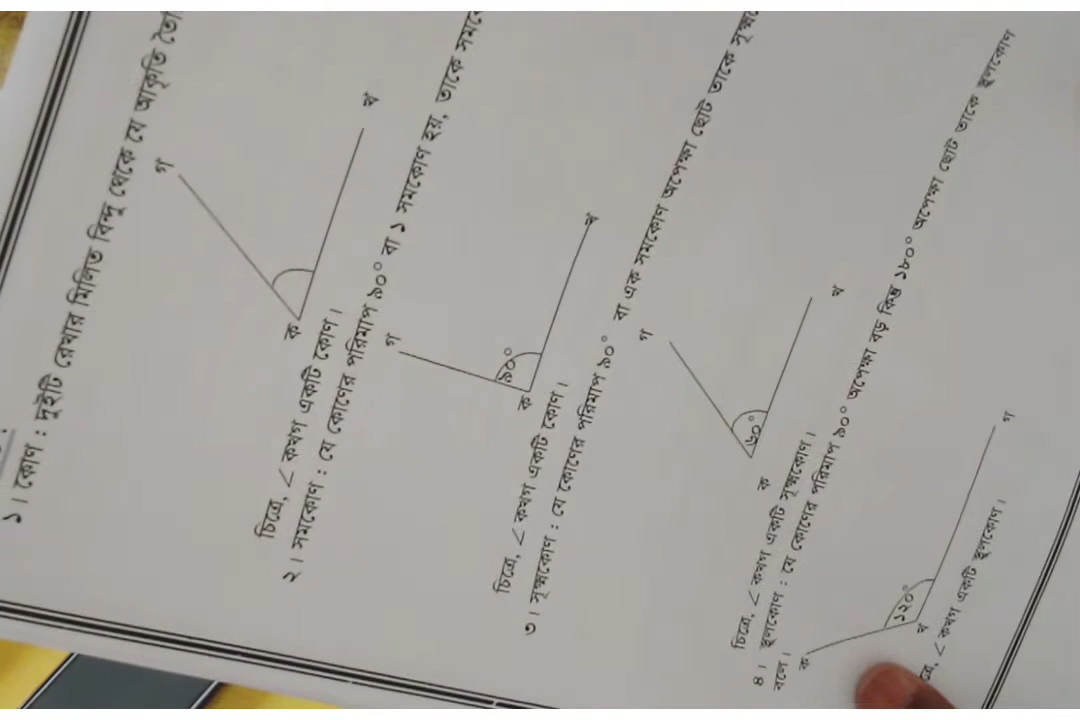 ১। কোণ : দুইটি রেখার মিলিত বিন্দু থেকে যে আকৃতি তৈ
গ
ক
খ
চিত্রে, ∠ কখগ একটি কোণ।
২। সমকোণ : যে কোণের পরিমাপ ৯০° বা ১ সমকোণ হয়, তাকে সমকে
গ
৯০°
ক
খ
চিত্রে, ∠ কখগ একটি কোণ।
৩। সূক্ষ্মকোণ : যে কোণের পরিমাপ ৯০° বা এক সমকোণ অপেক্ষা ছোট তাকে সূক্ষ্ম
গ
৬০°
ক
খ
চিত্রে, ∠ কখগ একটি সূক্ষ্মকোণ।
৪। স্থূলকোণ : যে কোণের পরিমাপ ৯০° অপেক্ষা বড় কিন্তু ১৮০° অপেক্ষা ছোট তাকে স্থূলকোণ
বলে।
ক
১২০°
খ
গ
ত্রে, ∠ কখগ একটি স্থূলকোণ।